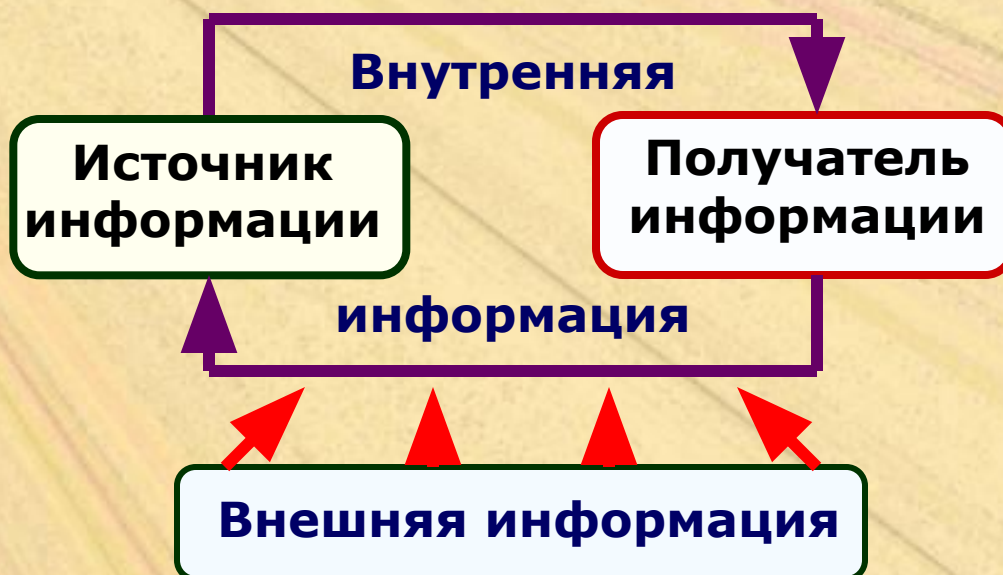 Внутренняя
Источник
информации
Получатель
информации
информация
Внешняя информация